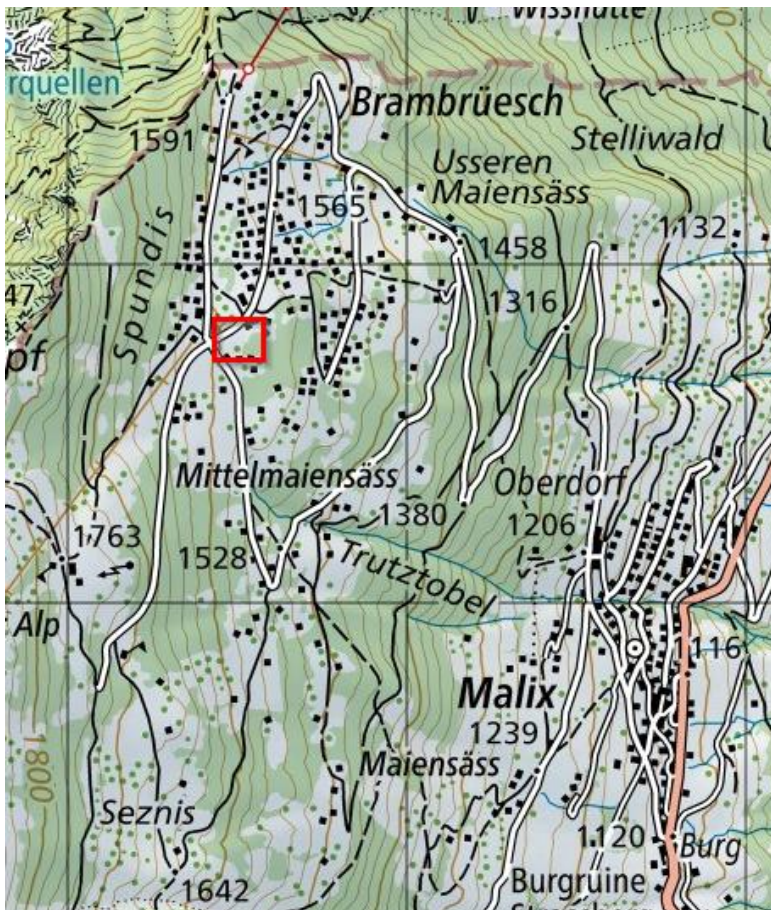 Wisshütte
rquellen
Brambrüesch
1591
Stelliwald
Usseren
Maiensäss
1565
Spundis
1458
1132
47
1316
of
Mittelmaiensäss
Oberdorf
1380
1206
1763
1528
Trutztobel
Alp
116
Malix
1239
Maiensäss
1800
Seznis
1120
Burg
1642
Burgruine